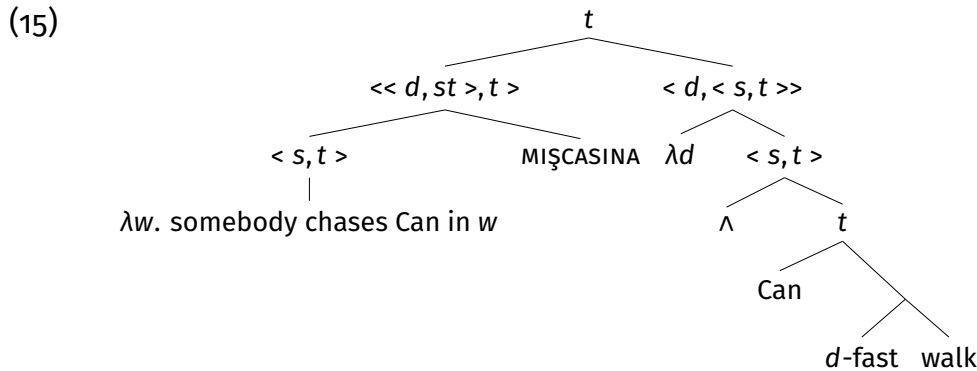 (15)
t
<< d, st >, t > < d, < s, t >>
< s, t > MIŞCASINA λd < s, t >
λw. somebody chases Can in w ∧ t
Can
d-fast walk